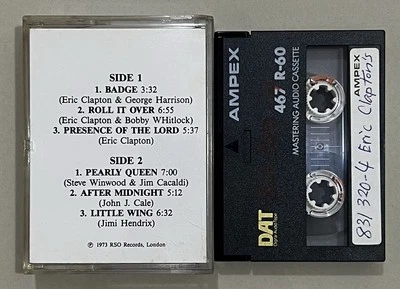 SIDE 1
1. BADGE 3:32
(Eric Clapton & George Harrison)
2. ROLL IT OVER 6:55
(Eric Clapton & Bobby WHitlock)
3. PRESENCE OF THE LORD 5:37
(Eric Clapton)
SIDE 2
1. PEARLY QUEEN 7:00
(Steve Winwood & Jim Cacaldi)
2. AFTER MIDNIGHT 5:12
(John J. Cale)
3. LITTLE WING 6:32
(Jimi Hendrix)
© 1973 RSO Records, London
AMPEX
467 R-60
MASTERING AUDIO CASSETTE
DAT
AMPEX
831 320-4 Eric Clapton's